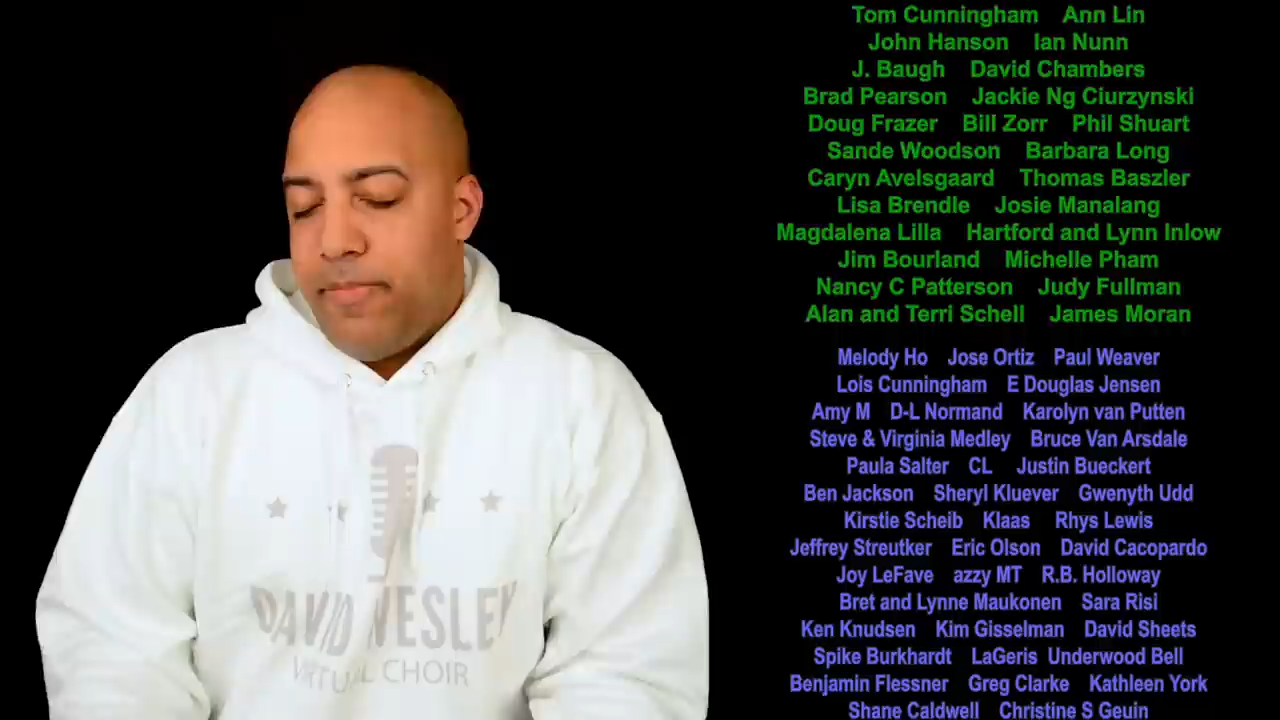 Tom Cunningham Ann Lin
John Hanson Ian Nunn
J. Baugh David Chambers
Brad Pearson Jackie Ng Ciurzynski
Doug Frazer Bill Zorr Phil Shuart
Sande Woodson Barbara Long
Caryn Avelsgaard Thomas Baszler
Lisa Brendle Josie Manalang
Magdalena Lilla Hartford and Lynn Inlow
Jim Bourland Michelle Pham
Nancy C Patterson Judy Fullman
Alan and Terri Schell James Moran
Melody Ho Jose Ortiz Paul Weaver
Lois Cunningham E Douglas Jensen
Amy M D-L Normand Karolyn van Putten
Steve & Virginia Medley Bruce Van Arsdale
Paula Salter CL Justin Bueckert
Ben Jackson Sheryl Kluever Gwenyth Udd
Kirstie Scheib Klaas Rhys Lewis
Jeffrey Streutker Eric Olson David Cacopardo
Joy LeFave azzy MT R.B. Holloway
Bret and Lynne Maukonen Sara Risi
Ken Knudsen Kim Gisselman David Sheets
Spike Burkhardt LaGeris Underwood Bell
Benjamin Flessner Greg Clarke Kathleen York
Shane Caldwell Christine S Geuin
DAVID WESLEY
VIRTUAL CHOIR